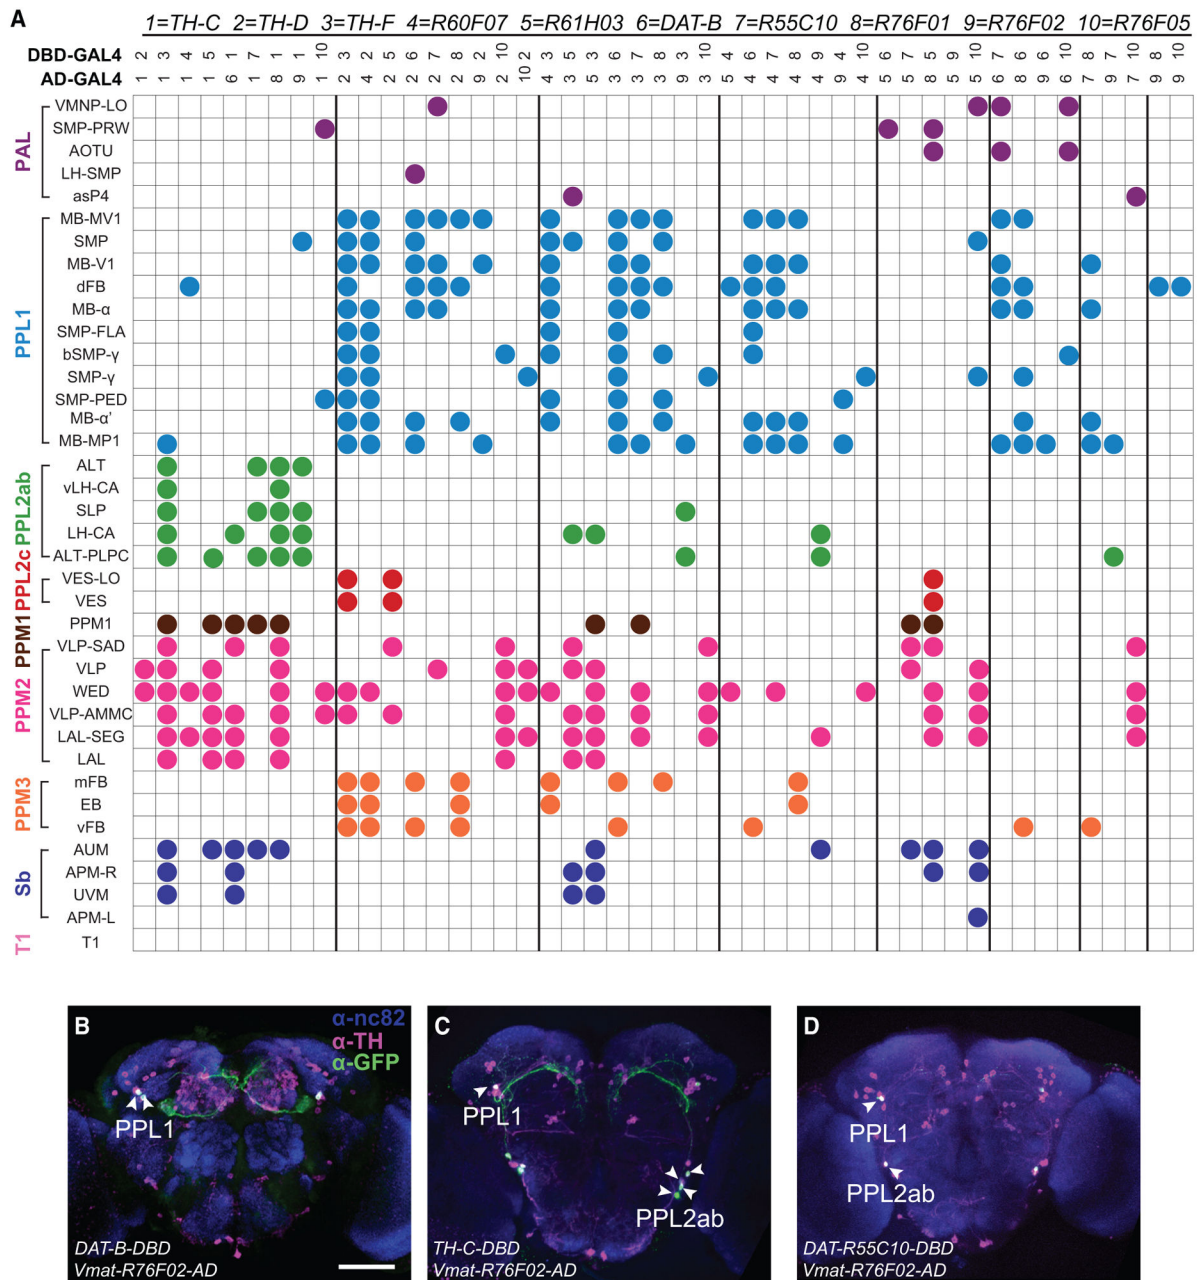 A
1=TH-C 2=TH-D 3=TH-F 4=R60F07 5=R61H03 6=DAT-B 7=R55C10 8=R76F01 9=R76F02 10=R76F05
DBD-GAL4
AD-GAL4
PAL
VMNP-LO
SMP-PRW
AOTU
LH-SMP
asP4
PPL1
MB-MV1
SMP
MB-V1
dFB
MB-α
SMP-FLA
bSMP-γ
SMP-γ
SMP-PED
MB-α'
MB-MP1
PPL2ab
ALT
vLH-CA
SLP
LH-CA
ALT-PLPC
PPL2c
VES-LO
VES
PPM1
PPM1
PPM2
VLP-SAD
VLP
WED
VLP-AMMC
LAL-SEG
LAL
PPM3
mFB
EB
vFB
Sb
AUM
APM-R
UVM
APM-L
T1
T1
B
α-nc82
α-TH
α-GFP
PPL1
DAT-B-DBD
Vmat-R76F02-AD
C
PPL1
PPL2ab
TH-C-DBD
Vmat-R76F02-AD
D
PPL1
PPL2ab
DAT-R55C10-DBD
Vmat-R76F02-AD